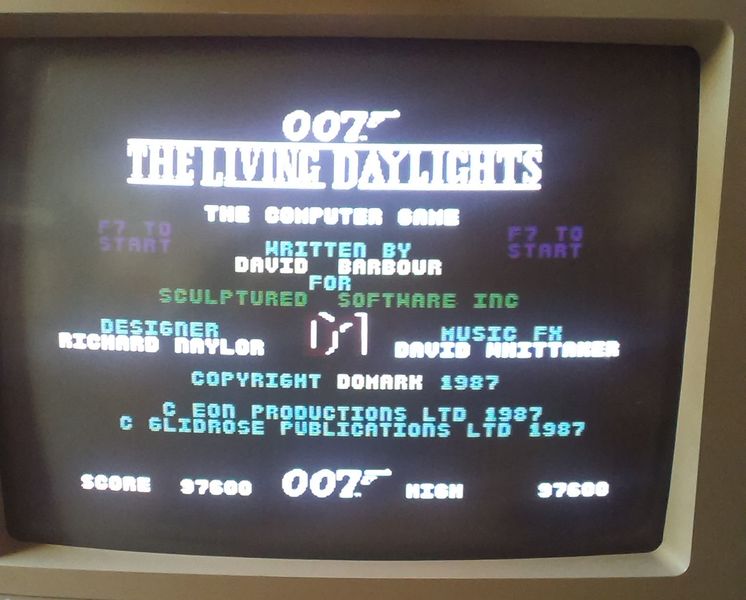 007
THE LIVING DAYLIGHTS
THE COMPUTER GAME
F7 TO START
F7 TO START
WRITTEN BY
DAVID BARBOUR
FOR
SCULPTURED SOFTWARE INC
DESIGNER
RICHARD NAYLOR
MUSIC FX
DAVID WHITTAKER
COPYRIGHT DOMARK 1987
C EON PRODUCTIONS LTD 1987
C GLIDROSE PUBLICATIONS LTD 1987
SCORE 97600 007 HIGH 97600